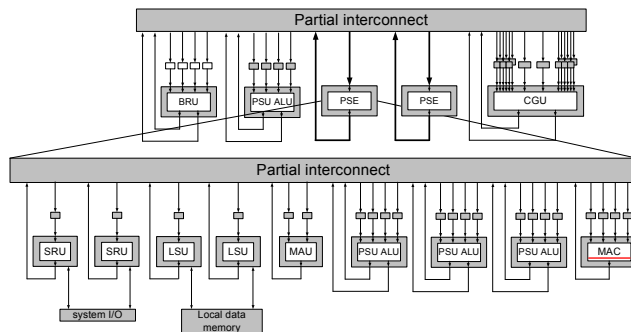 Partial interconnect
BRU
PSU ALU
PSE
PSE
CGU
Partial interconnect
SRU
SRU
LSU
LSU
MAU
PSU ALU
PSU ALU
PSU ALU
MAC
system I/O
Local data
memory